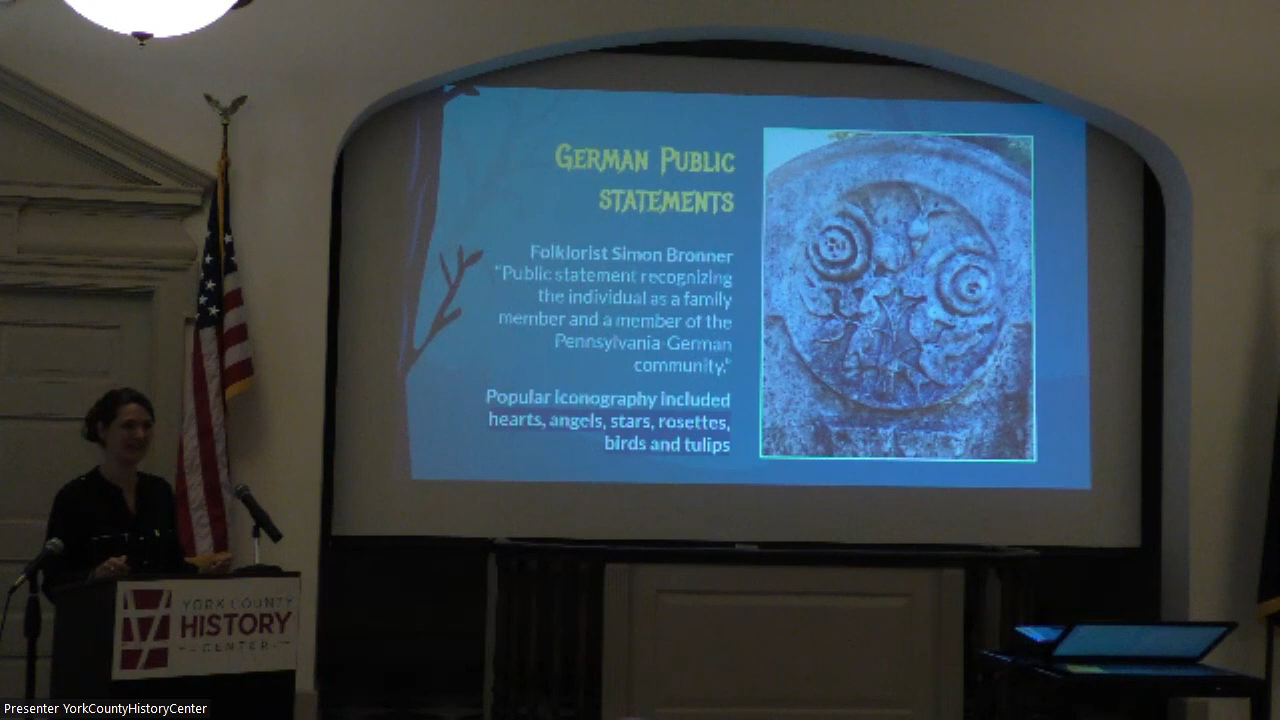 GERMAN PUBLIC
STATEMENTS
Folklorist Simon Bronner
“Public statement recognizing
the individual as a family
member and a member of the
Pennsylvania-German
community.”
Popular iconography included
hearts, angels, stars, rosettes,
birds and tulips
YORK COUNTY
HISTORY
CENTER
Presenter YorkCountyHistoryCenter